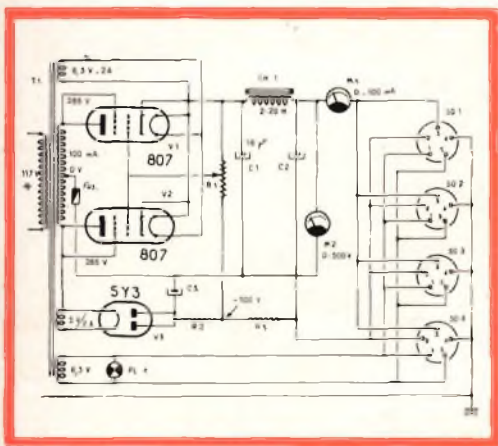 T1
6,3 V - 2A
CH 1
2-20 H
M1
0-100 mA
285 V
V1
807
SO 1
117 V
100 mA
0 V
Fus.
V2
16 µF
C1
C2
R1
SO 2
M2
0-500 V
807
285 V
SO 3
5Y3
C3
-100 V
R2
V3
SO 4
6,3 V
PL 1